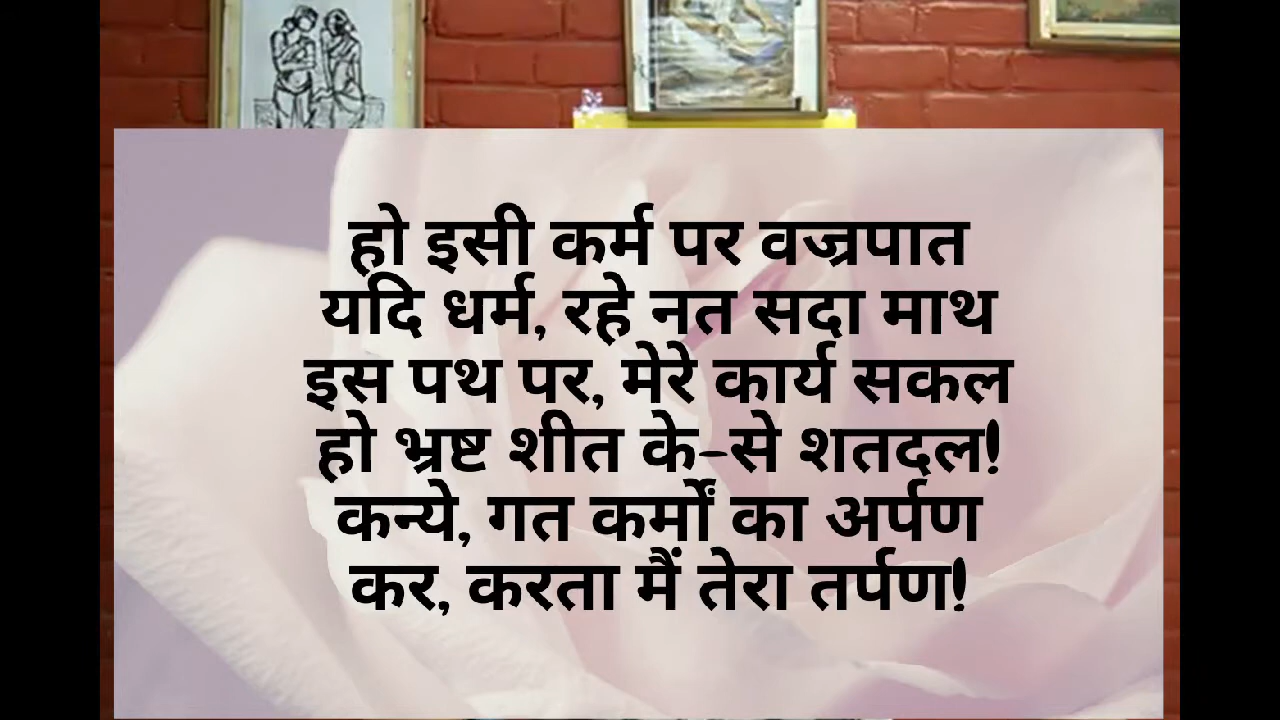 हो इसी कर्म पर वज्रपात
यदि धर्म, रहे नत सदा माथ
इस पथ पर, मेरे कार्य सकल
हो भ्रष्ट शीत के-से शतदल!
कन्ये, गत कर्मों का अर्पण
कर, करता मैं तेरा तर्पण!